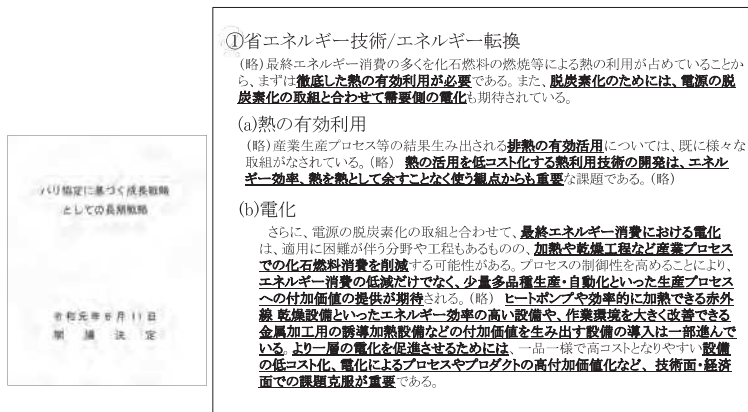 パリ協定に基づく成長戦略
としての長期戦略
令和元年6月11日
閣議決定
①省エネルギー技術/エネルギー転換
(略)最終エネルギー消費の多くを化石燃料の燃焼等による熱の利用が占めていることか
ら、まずは徹底した熱の有効利用が必要である。また、脱炭素化のためには、電源の脱
炭素化の取組と合わせて需要側の電化も期待されている。
(a)熱の有効利用
(略)産業生産プロセス等の結果生み出される排熱の有効活用については、既に様々な
取組がなされている。(略) 熱の活用を低コスト化する熱利用技術の開発は、エネル
ギー効率、熱を熱として余すことなく使う観点からも重要な課題である。(略)
(b)電化
さらに、電源の脱炭素化の取組と合わせて、最終エネルギー消費における電化
は、適用に困難が伴う分野や工程もあるものの、加熱や乾燥工程など産業プロセス
での化石燃料消費を削減する可能性がある。プロセスの制御性を高めることにより、
エネルギー消費の低減だけでなく、少量多品種生産・自動化といった生産プロセス
への付加価値の提供が期待される。(略) ヒートポンプや効率的に加熱できる赤外
線 乾燥設備といったエネルギー効率の高い設備や、作業環境を大きく改善できる
金属加工用の誘導加熱設備などの付加価値を生み出す設備の導入は一部進んで
いる。より一層の電化を促進させるためには、一品一様で高コストとなりやすい設備
の低コスト化、電化によるプロセスやプロダクトの高付加価値化など、技術面・経済
面での課題克服が重要である。